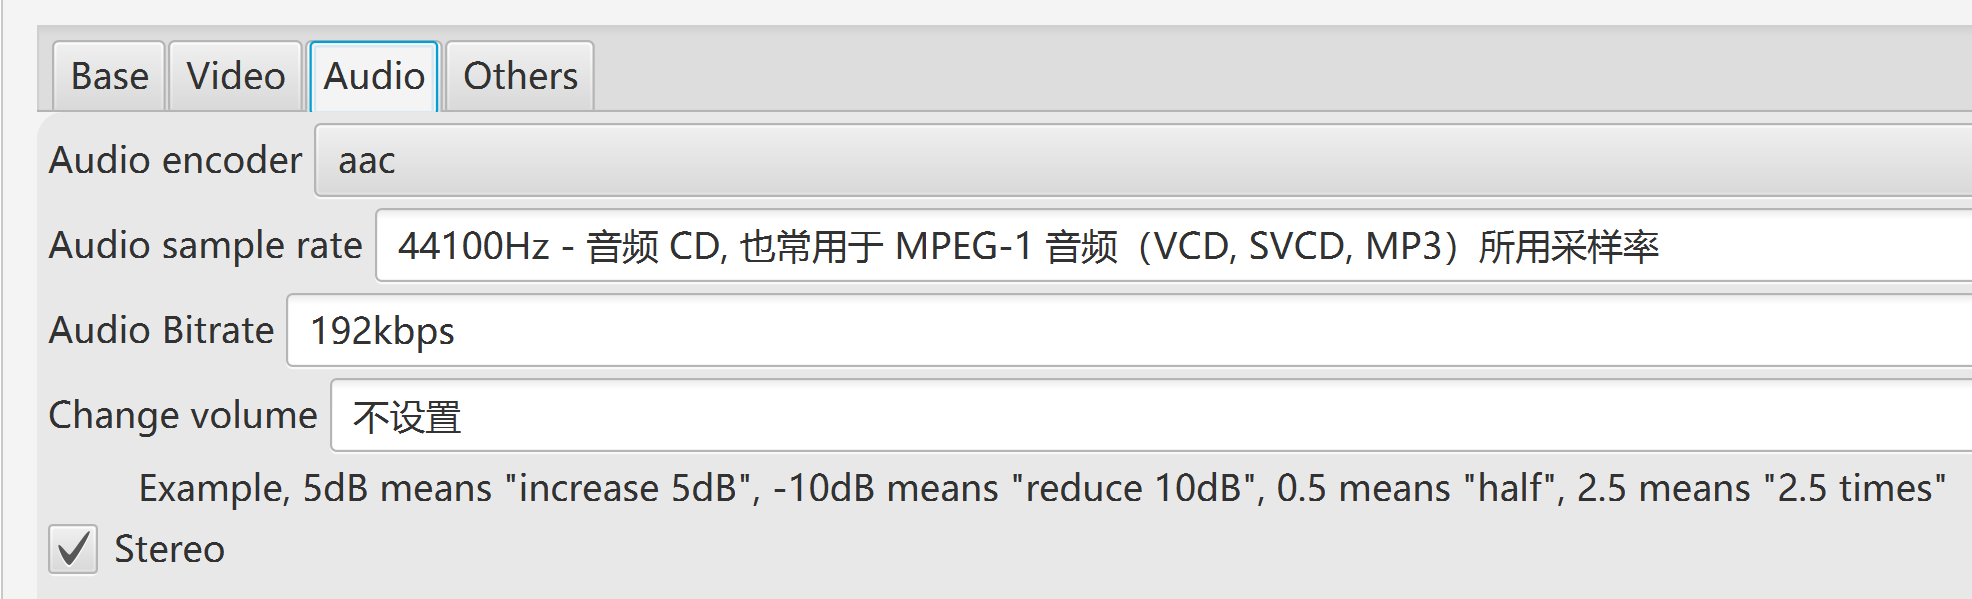 Base Video Audio Others
Audio encoder aac
Audio sample rate 44100Hz - 音频 CD, 也常用于 MPEG-1 音频（VCD, SVCD, MP3）所用采样率
Audio Bitrate 192kbps
Change volume 不设置
Example, 5dB means "increase 5dB", -10dB means "reduce 10dB", 0.5 means "half", 2.5 means "2.5 times"
Stereo